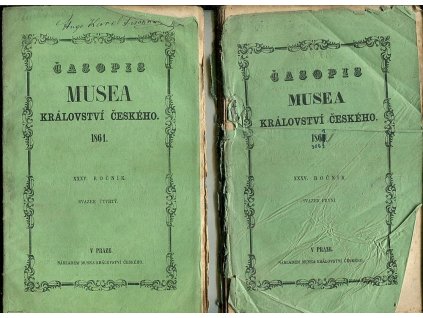 ČASOPIS
MUSEA
KRÁLOVSTVÍ ČESKÉHO.
1861.
XXXV. ROČNÍK.
SVAZEK ČTVRTÝ.
V PRAZE.
NÁKLADEM MUSEA KRÁLOVSTVÍ ČESKÉHO.
ČASOPIS
MUSEA
KRÁLOVSTVÍ ČESKÉHO.
XXXV. ROČNÍK.
SVAZEK PRVNÍ.
V PRAZE.
NÁKLADEM MUSEA KRÁLOVSTVÍ ČESKÉHO.